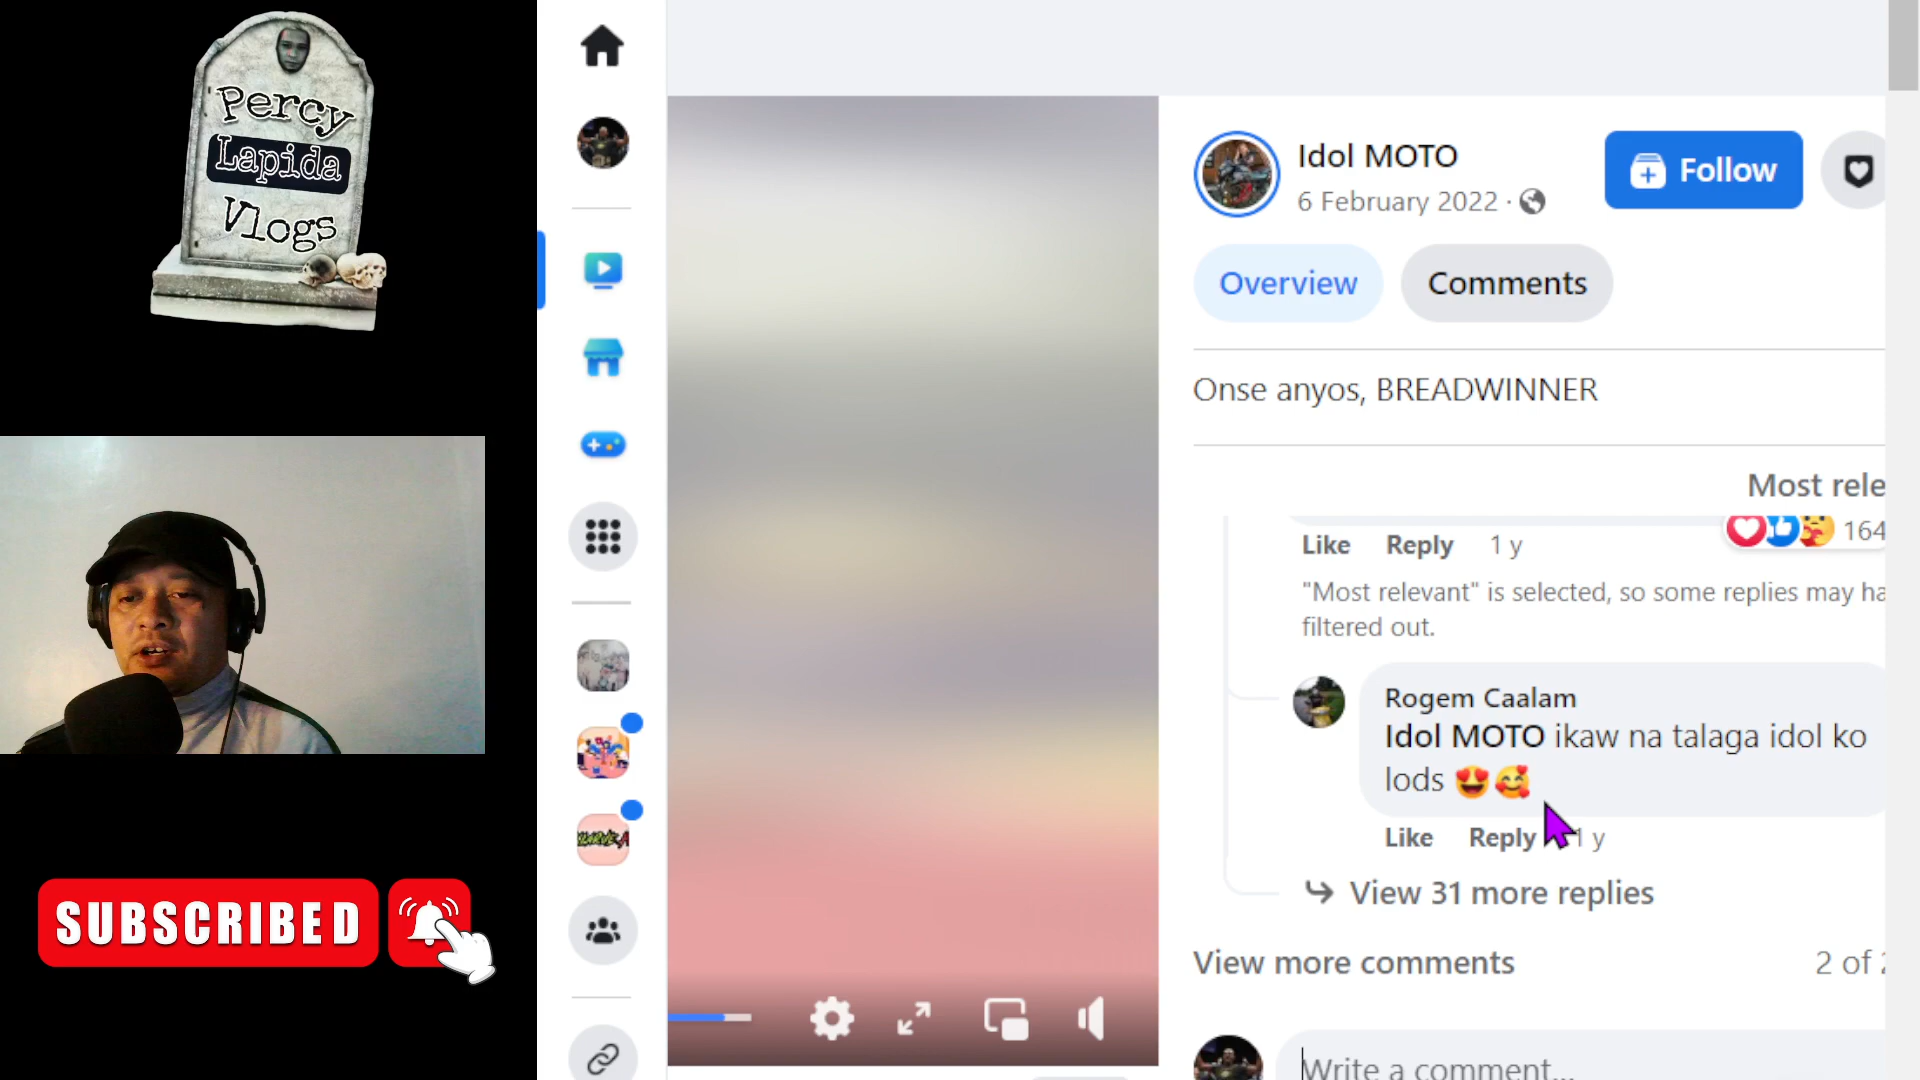 Percy
Lapida
Vlogs
SUBSCRIBED
Idol MOTO
6 February 2022 ·
Follow
Overview
Comments
Onse anyos, BREADWINNER
Most rele
164
Like Reply 1 y
"Most relevant" is selected, so some replies may ha
filtered out.
Rogem Caalam
Idol MOTO ikaw na talaga idol ko
lods 😍🥰
Like Reply 1 y
View 31 more replies
View more comments
2 of
Write a comment...